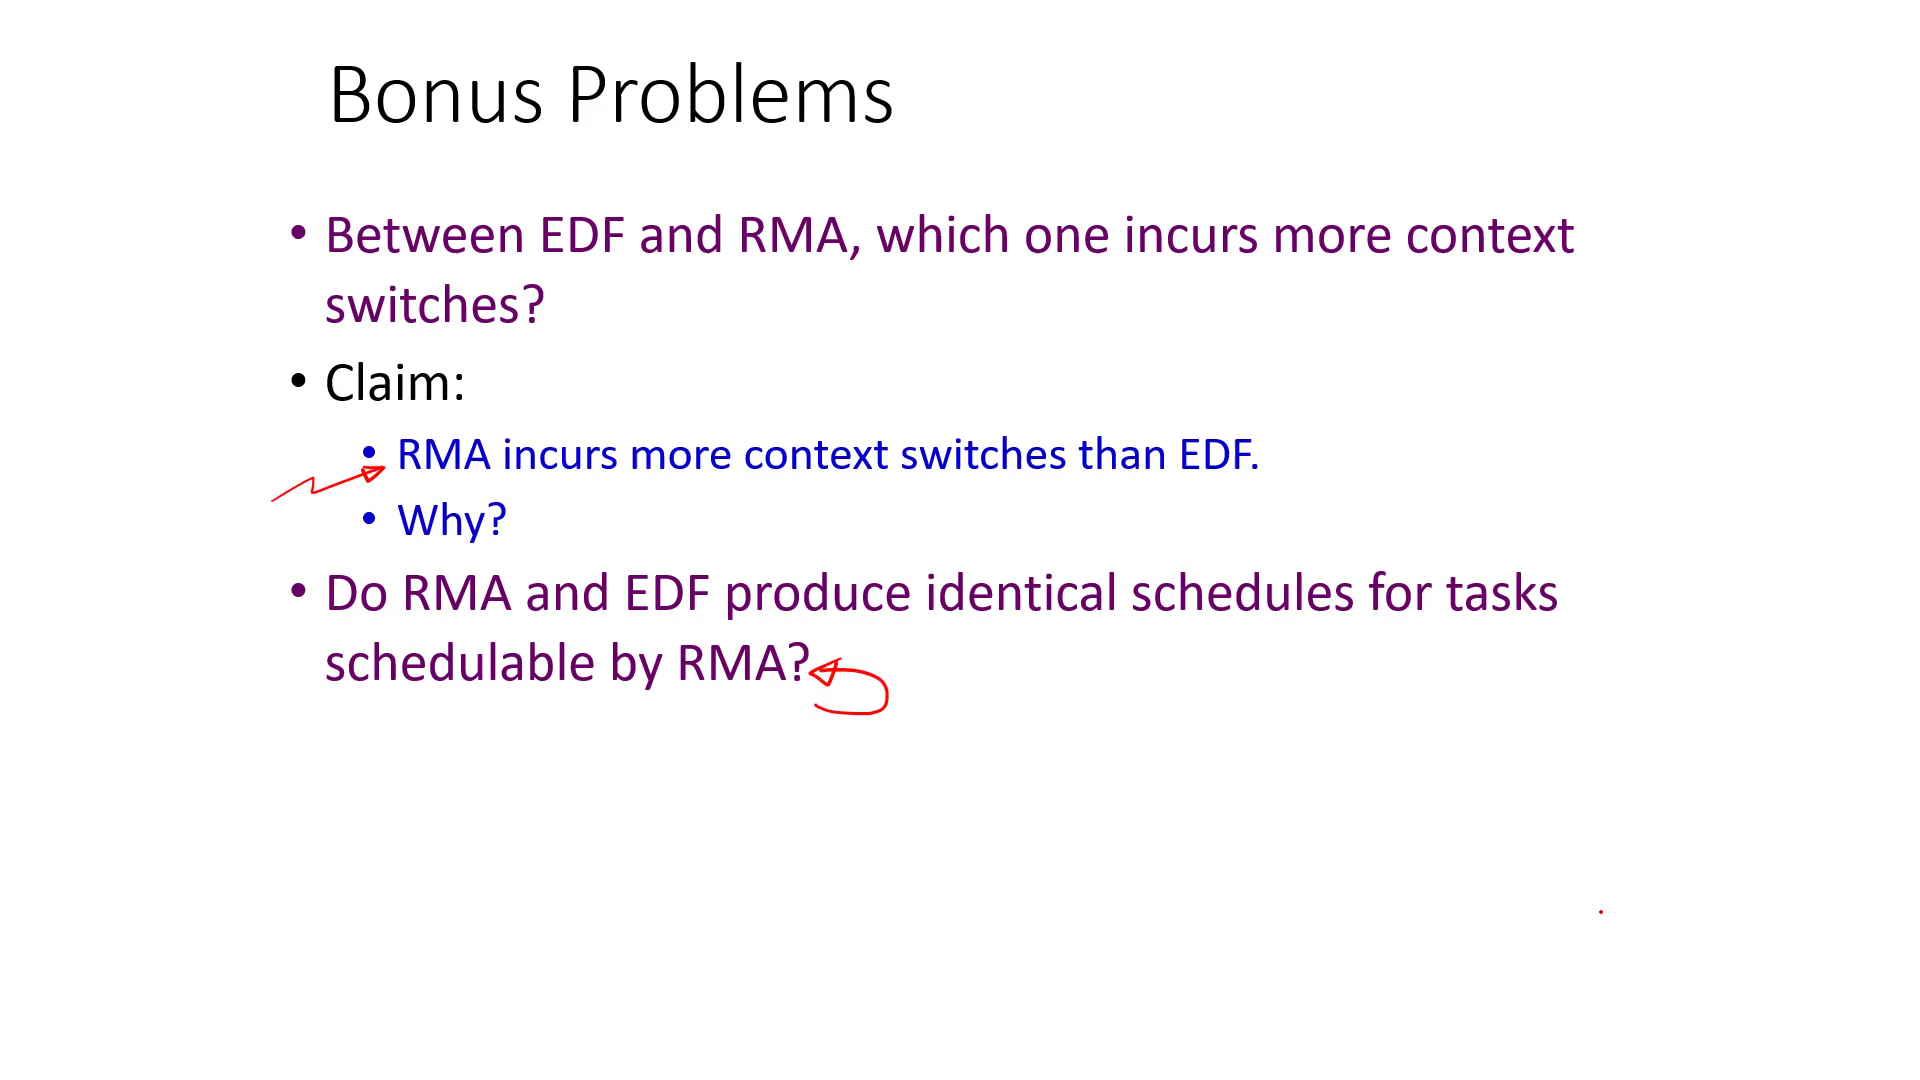 Bonus Problems
• Between EDF and RMA, which one incurs more context
switches?
• Claim:
• RMA incurs more context switches than EDF.
• Why?
• Do RMA and EDF produce identical schedules for tasks
schedulable by RMA?